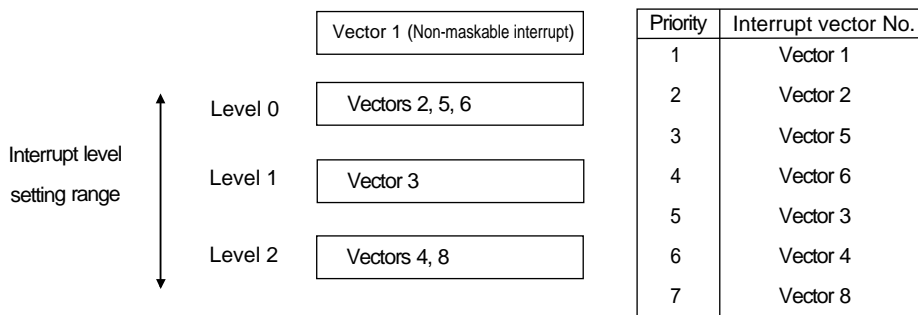 Vector 1 (Non-maskable interrupt)
Level 0
Vectors 2, 5, 6
Interrupt level
setting range
Level 1
Vector 3
Level 2
Vectors 4, 8
Priority Interrupt vector No.
1 Vector 1
2 Vector 2
3 Vector 5
4 Vector 6
5 Vector 3
6 Vector 4
7 Vector 8